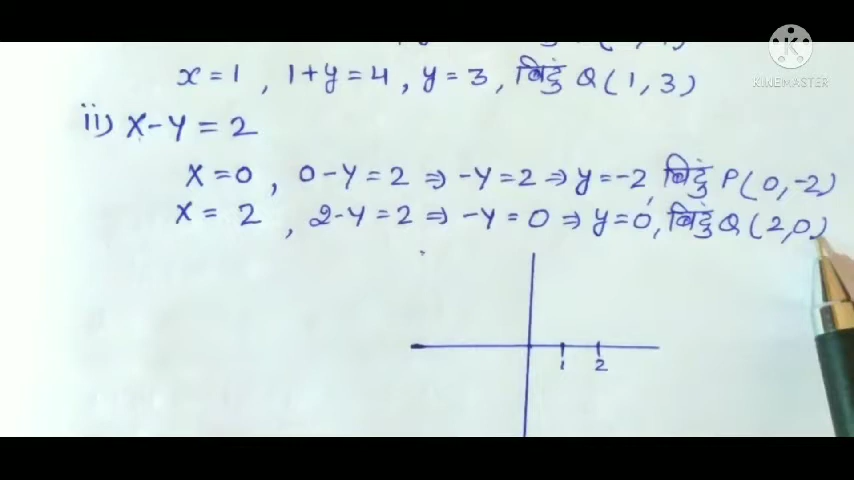 K
KINEMASTER
x = 1 , 1+y = 4 , y = 3 , बिंदु Q ( 1 , 3 )
ii) x - y = 2
x = 0 , 0 - y = 2 ⇒ -y = 2 ⇒ y = -2 , बिंदु P ( 0 , -2 )
x = 2 , 2 - y = 2 ⇒ -y = 0 ⇒ y = 0 , बिंदु Q ( 2 , 0 )
1 2